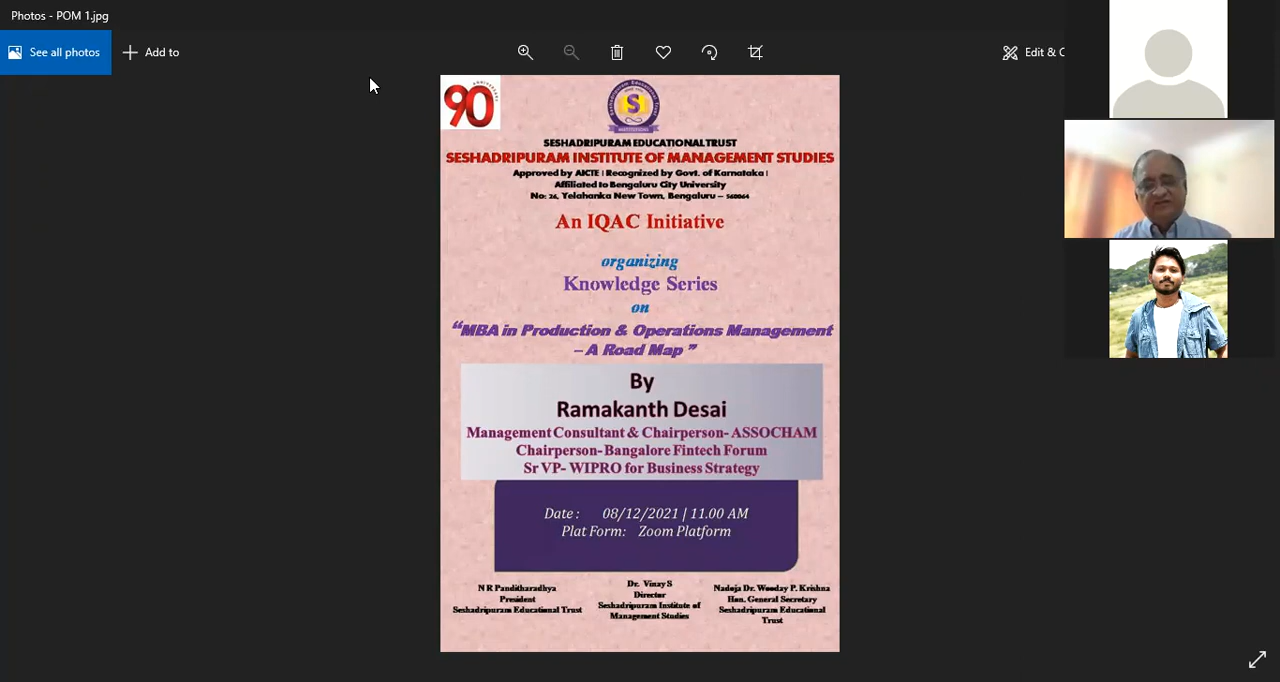 Photos - POM 1.jpg
See all photos
Add to
Edit & C
90
ANNIVERSARY
S
INSTITUTIONS
SESHADRIPURAM EDUCATIONAL TRUST
SESHADRIPURAM INSTITUTE OF MANAGEMENT STUDIES
Approved by AICTE | Recognized by Govt. of Karnataka |
Affiliated to Bengaluru City University
No: 26, Yelahanka New Town, Bengaluru – 560064
An IQAC Initiative
organizing
Knowledge Series
on
“MBA in Production & Operations Management
– A Road Map ”
By
Ramakanth Desai
Management Consultant & Chairperson- ASSOCHAM
Chairperson- Bangalore Fintech Forum
Sr VP- WIPRO for Business Strategy
Date : 08/12/2021 | 11.00 AM
Plat Form: Zoom Platform
N R Panditharadhya
President
Seshadripuram Educational Trust
Dr. Vinay S
Director
Seshadripuram Institute of
Management Studies
Nadoja Dr. Wooday P. Krishna
Hon. General Secretary
Seshadripuram Educational
Trust